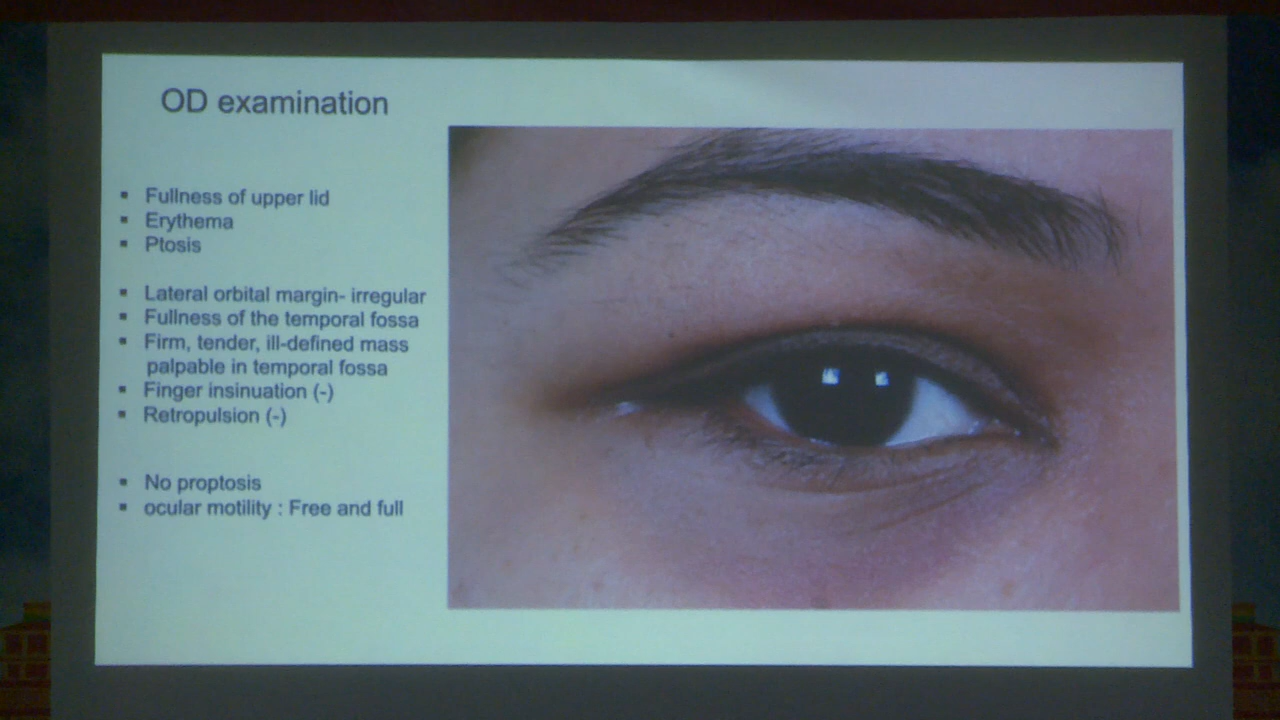 OD examination
▪ Fullness of upper lid
▪ Erythema
▪ Ptosis
▪ Lateral orbital margin- irregular
▪ Fullness of the temporal fossa
▪ Firm, tender, ill-defined mass
palpable in temporal fossa
▪ Finger insinuation (-)
▪ Retropulsion (-)
▪ No proptosis
▪ ocular motility : Free and full